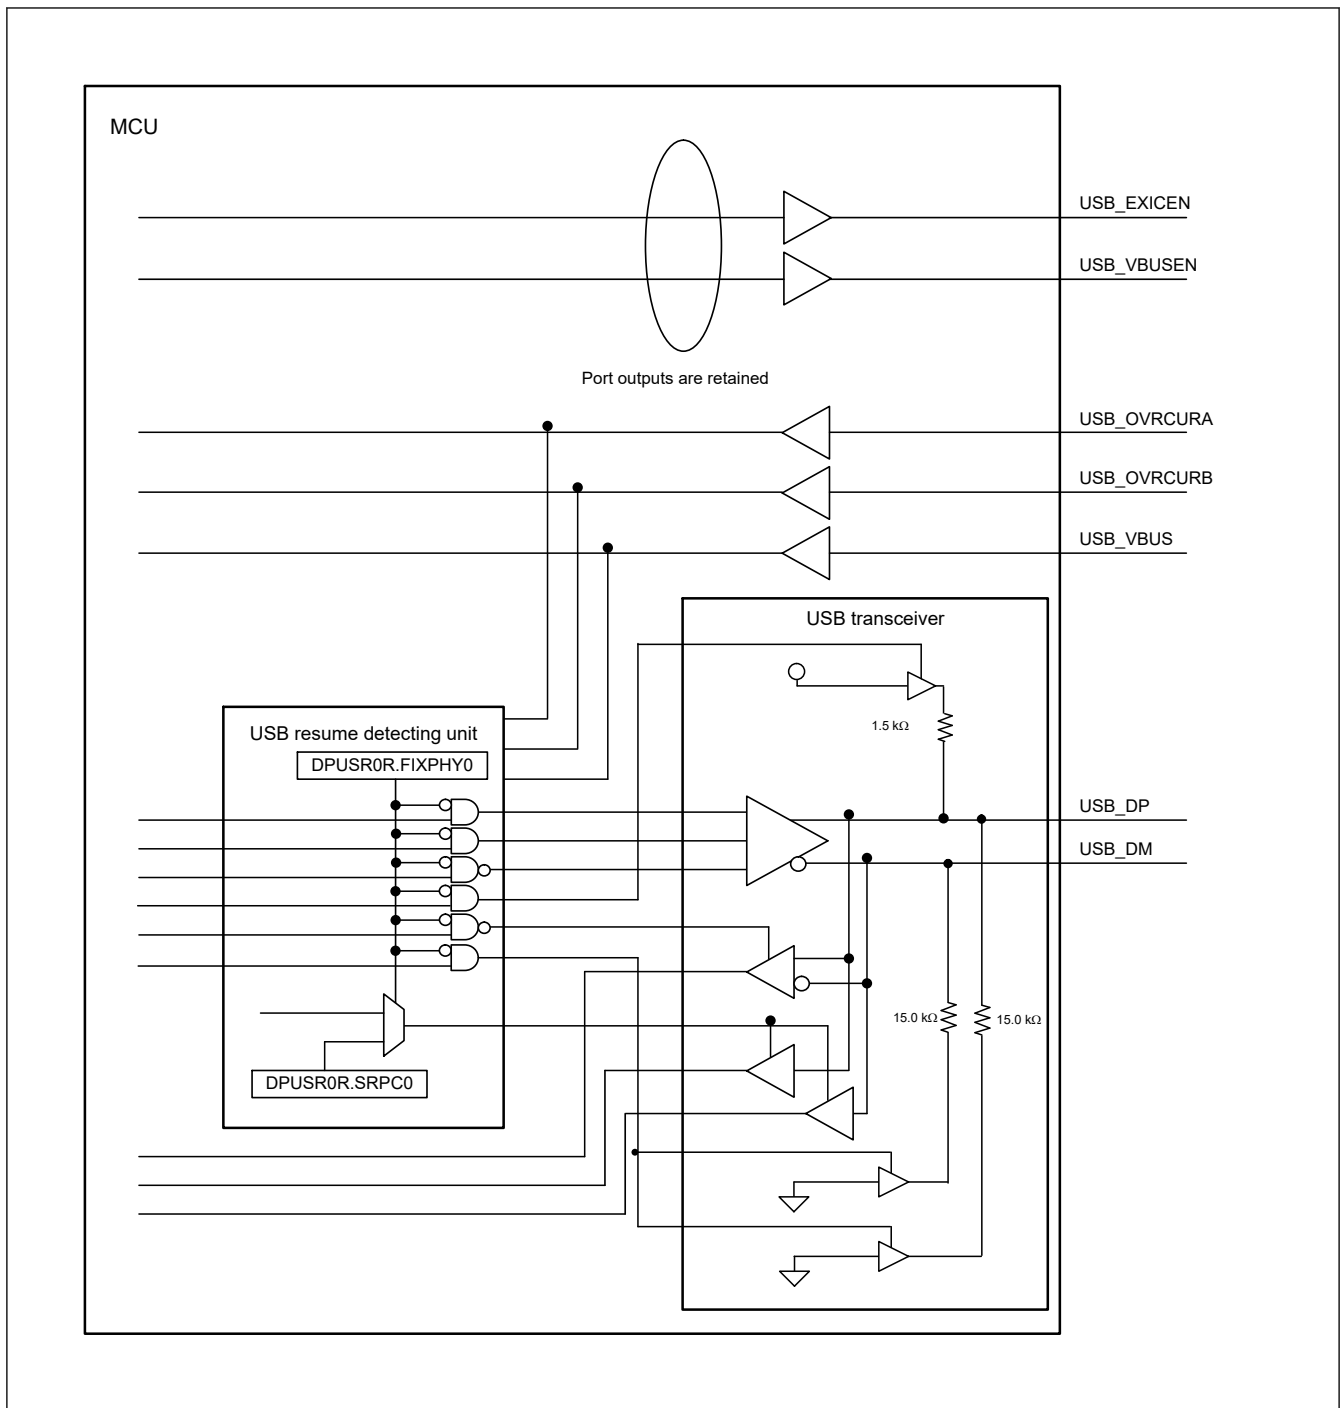 MCU
USB_EXICEN
USB_VBUSEN
Port outputs are retained
USB_OVRCURA
USB_OVRCURB
USB_VBUS
USB transceiver
1.5 kΩ
USB resume detecting unit
DPUSR0R.FIXPHY0
USB_DP
USB_DM
15.0 kΩ
15.0 kΩ
DPUSR0R.SRPC0